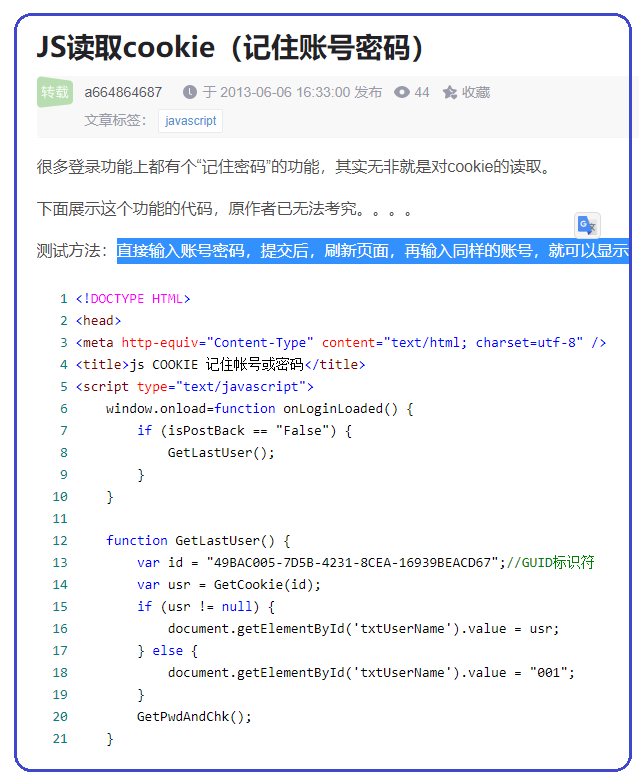 JS读取cookie（记住账号密码）
转载 a664864687 于 2013-06-06 16:33:00 发布 44 收藏
文章标签： javascript
很多登录功能上都有个“记住密码”的功能，其实无非就是对cookie的读取。
下面展示这个功能的代码，原作者已无法考究。。。。
测试方法：直接输入账号密码，提交后，刷新页面，再输入同样的账号，就可以显示
1 <!DOCTYPE HTML>
2 <head>
3 <meta http-equiv="Content-Type" content="text/html; charset=utf-8" />
4 <title>js COOKIE 记住帐号或密码</title>
5 <script type="text/javascript">
6     window.onload=function onLoginLoaded() {
7         if (isPostBack == "False") {
8             GetLastUser();
9         }
10     }
11
12     function GetLastUser() {
13         var id = "49BAC005-7D5B-4231-8CEA-16939BEACD67";//GUID标识符
14         var usr = GetCookie(id);
15         if (usr != null) {
16             document.getElementById('txtUserName').value = usr;
17         } else {
18             document.getElementById('txtUserName').value = "001";
19         }
20         GetPwdAndChk();
21     }